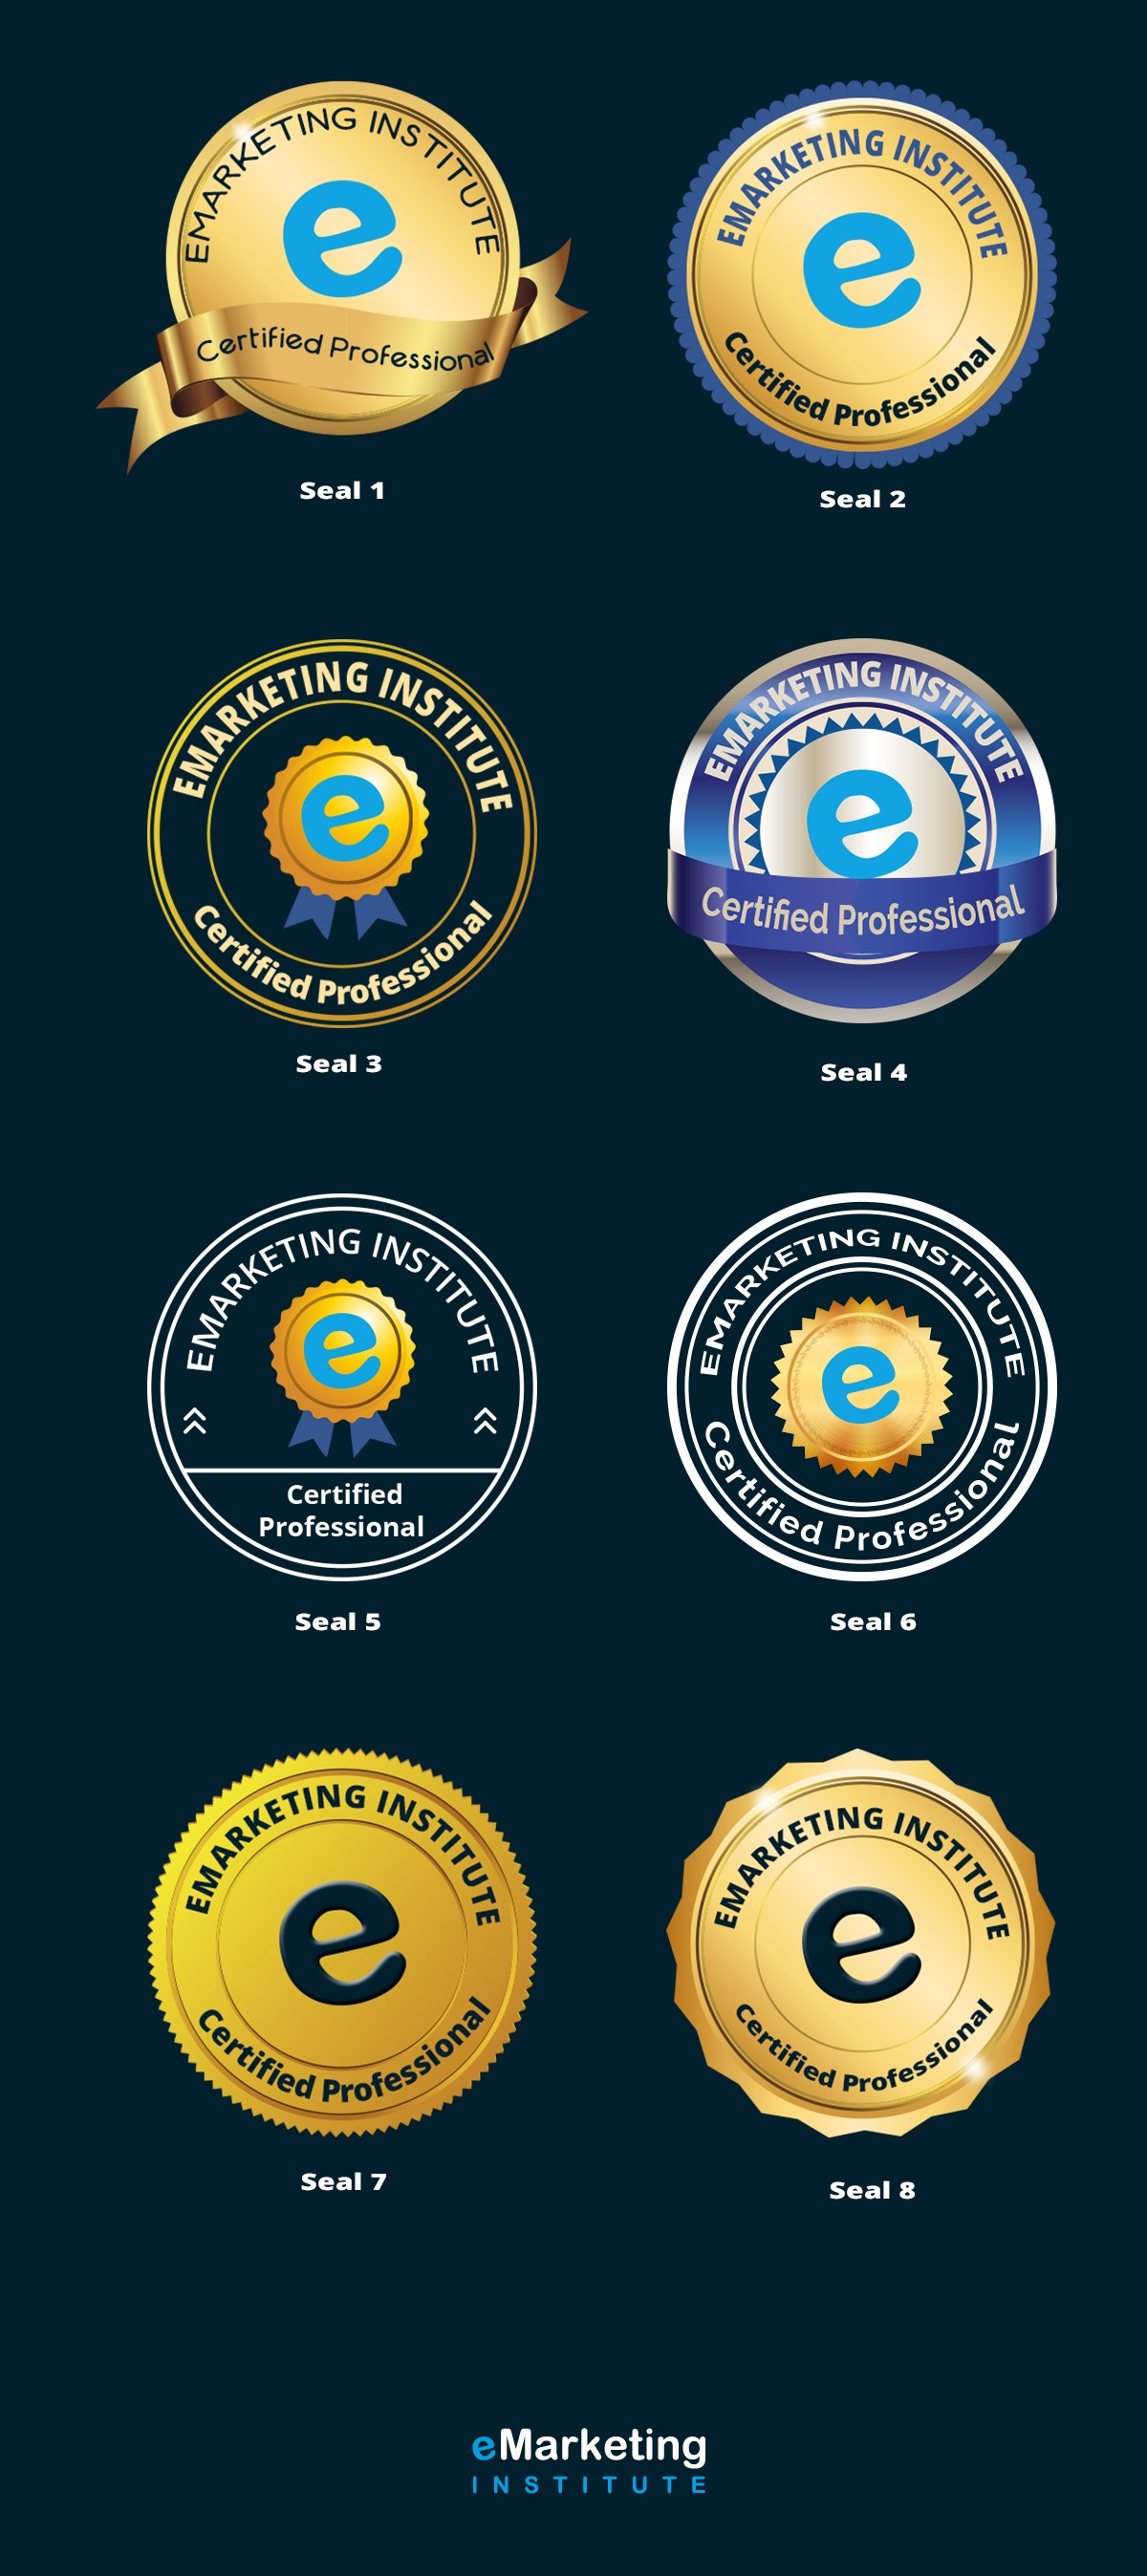 EMARKETING INSTITUTE
e
Certified Professional
Seal 1
EMARKETING INSTITUTE
e
Certified Professional
Seal 2
EMARKETING INSTITUTE
e
Certified Professional
Seal 3
EMARKETING INSTITUTE
e
Certified Professional
Seal 4
EMARKETING INSTITUTE
e
Certified
Professional
Seal 5
EMARKETING INSTITUTE
e
Certified Professional
Seal 6
EMARKETING INSTITUTE
e
Certified Professional
Seal 7
EMARKETING INSTITUTE
e
Certified Professional
Seal 8
eMarketing
INSTITUTE